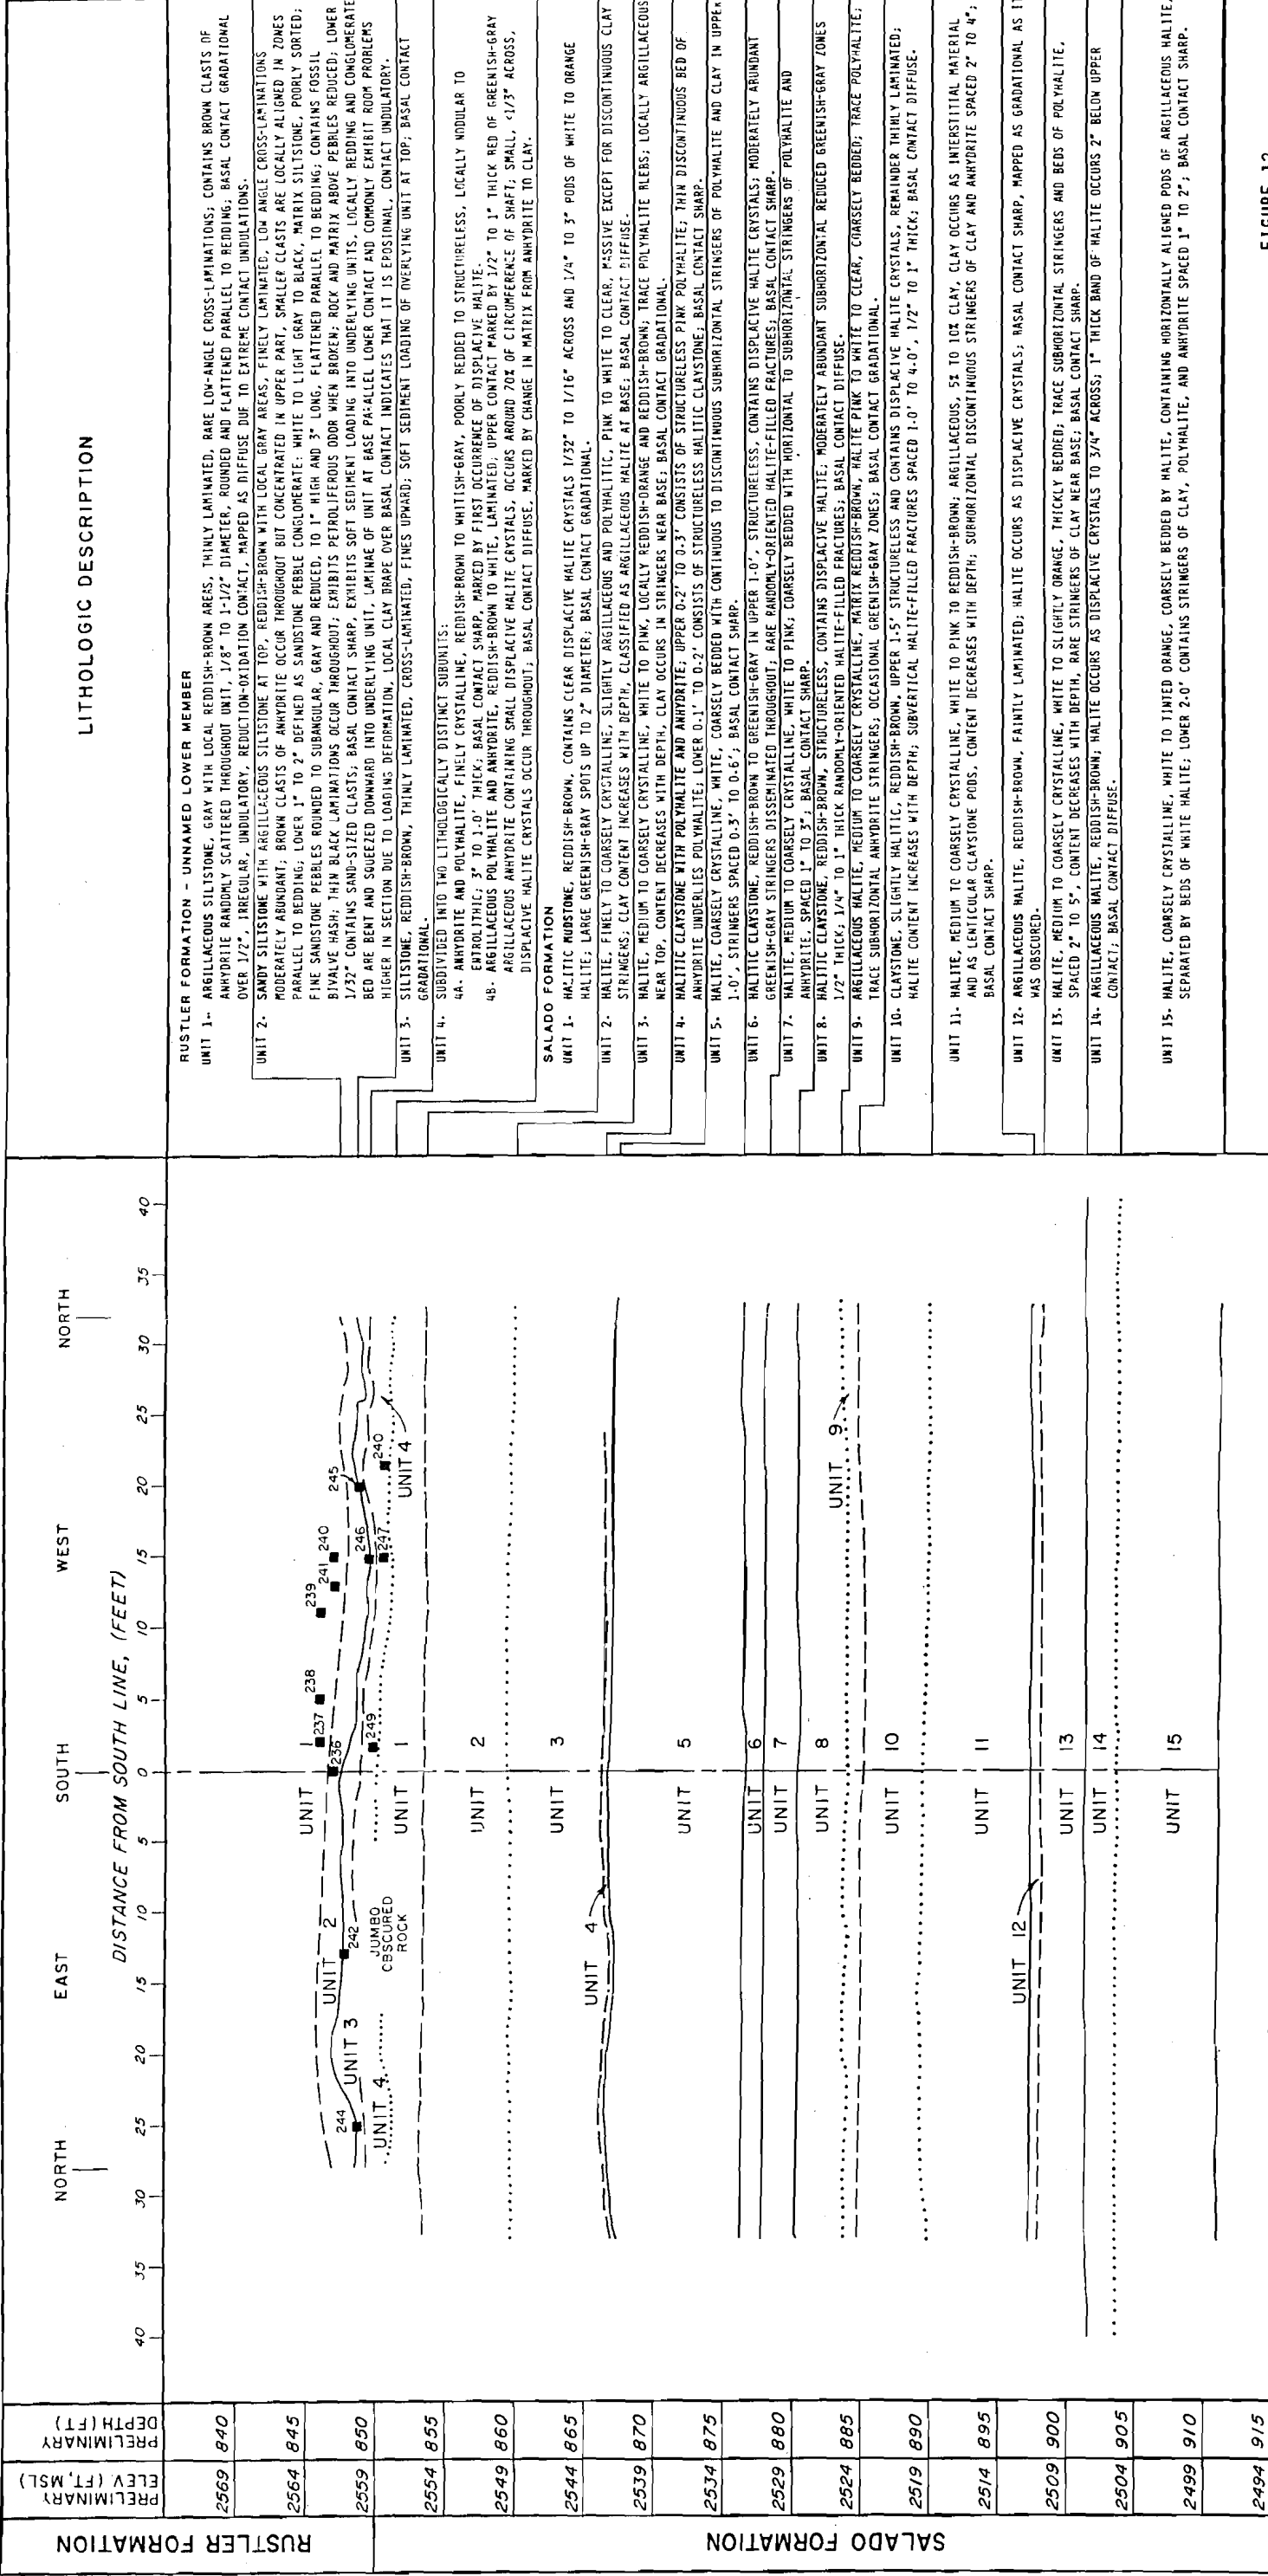 LITHOLOGIC DESCRIPTION
RUSTLER FORMATION - UNNAMED LOWER MEMBER
UNIT 1- ARGILLACEOUS SILTSTONE, GRAY WITH LOCAL REDDISH-BROWN AREAS, THINLY LAMINATED, RARE LOW-ANGLE CROSS-LAMINATIONS; CONTAINS BROWN CLASTS OF
ANHYDRITE RANDOMLY SCATTERED THROUGHOUT UNIT, 1/8" TO 1-1/2" DIAMETER, ROUNDED AND FLATTENED PARALLEL TO BEDDING; BASAL CONTACT GRADATIONAL
OVER 1/2", IRREGULAR, UNDULATORY, REDUCTION-OXIDATION CONTACT, MAPPED AS DIFFUSE DUE TO EXTREME CONTACT UNDULATIONS.
UNIT 2- SANDY SILTSTONE WITH ARGILLACEOUS SILTSTONE AT TOP, REDDISH-BROWN WITH LOCAL GRAY AREAS, FINELY LAMINATED, LOW ANGLE CROSS-LAMINATIONS
MODERATELY ABUNDANT; BROWN CLASTS OF ANHYDRITE OCCUR THROUGHOUT BUT CONCENTRATED IN UPPER PART, SMALLER CLASTS ARE LOCALLY ALIGNED IN ZONES
PARALLEL TO BEDDING; LOWER 1" TO 2" DEFINED AS SANDSTONE PEBBLE CONGLOMERATE: WHITE TO LIGHT GRAY TO BLACK, MATRIX SILTSTONE, POORLY SORTED;
FINE SANDSTONE PEBBLES ROUNDED TO SUBANGULAR, GRAY AND REDUCED, TO 1" HIGH AND 3" LONG, FLATTENED PARALLEL TO BEDDING; CONTAINS FOSSIL
BIVALVE HASH; THIN BLACK LAMINATIONS OCCUR THROUGHOUT; EXHIBITS PETROLIFEROUS ODOR WHEN BROKEN; ROCK AND MATRIX ABOVE PEBBLES REDUCED; LOWER
1/32" CONTAINS SAND-SIZED CLASTS; BASAL CONTACT SHARP, EXHIBITS SOFT SEDIMENT LOADING INTO UNDERLYING UNITS, LOCALLY BEDDING AND CONGLOMERATE
BED ARE BENT AND SQUEEZED DOWNWARD INTO UNDERLYING UNIT, LAMINAE OF UNIT AT BASE PARALLEL LOWER CONTACT AND COMMONLY EXHIBIT ROOM PROBLEMS
HIGHER IN SECTION DUE TO LOADING DEFORMATION, LOCAL CLAY DRAPE OVER BASAL CONTACT INDICATES THAT IT IS EPOSIONAL, CONTACT UNDULATORY.
UNIT 3- SILTSTONE, REDDISH-BROWN, THINLY LAMINATED, CROSS-LAMINATED, FINES UPWARD; SOFT SEDIMENT LOADING OF OVERLYING UNIT AT TOP; BASAL CONTACT
GRADATIONAL.
UNIT 4- SUBDIVIDED INTO TWO LITHOLOGICALLY DISTINCT SUBUNITS:
4A- ANHYDRITE AND POLYHALITE, FINELY CRYSTALLINE, REDDISH-BROWN TO WHITISH-GRAY, POORLY BEDDED TO STRUCTURELESS, LOCALLY NODULAR TO
ENTROLITHIC; 3" TO 1-0' THICK; BASAL CONTACT SHARP, MARKED BY FIRST OCCURRENCE OF DISPLACIVE HALITE.
4B- ARGILLACEOUS POLYHALITE AND ANHYDRITE, REDDISH-BROWN TO WHITE, LAMINATED; UPPER CONTACT MARKED BY 1/2" TO 1" THICK BED OF GREENISH-GRAY
ARGILLACEOUS ANHYDRITE CONTAINING SMALL DISPLACIVE HALITE CRYSTALS, OCCURS AROUND 70% OF CIRCUMFERENCE OF SHAFT; SMALL, <1/3" ACROSS,
DISPLACIVE HALITE CRYSTALS OCCUR THROUGHOUT; BASAL CONTACT DIFFUSE, MARKED BY CHANGE IN MATRIX FROM ANHYDRITE TO CLAY.
SALADO FORMATION
UNIT 1- HALITIC MUDSTONE, REDDISH-BROWN, CONTAINS CLEAR DISPLACIVE HALITE CRYSTALS 1/32" TO 1/16" ACROSS AND 1/4" TO 3" PODS OF WHITE TO ORANGE
HALITE; LARGE GREENISH-GRAY SPOTS UP TO 2" DIAMETER; BASAL CONTACT GRADATIONAL.
UNIT 2- HALITE, FINELY TO COARSELY CRYSTALLINE, SLIGHTLY ARGILLACEOUS AND POLYHALITIC, PINK TO WHITE TO CLEAR, MASSIVE EXCEPT FOR DISCONTINUOUS CLAY
STRINGERS; CLAY CONTENT INCREASES WITH DEPTH, CLASSIFIED AS ARGILLACEOUS HALITE AT BASE; BASAL CONTACT DIFFUSE.
UNIT 3- HALITE, MEDIUM TO COARSELY CRYSTALLINE, WHITE TO PINK, LOCALLY REDDISH-ORANGE AND REDDISH-BROWN; TRACE POLYHALITE BLEBS; LOCALLY ARGILLACEOUS
NEAR TOP, CONTENT DECREASES WITH DEPTH, CLAY OCCURS IN STRINGERS NEAR BASE; BASAL CONTACT GRADATIONAL.
UNIT 4- HALITIC CLAYSTONE WITH POLYHALITE AND ANHYDRITE; UPPER 0-2' TO 0-3' CONSISTS OF STRUCTURELESS PINK POLYHALITE; THIN DISCONTINUOUS BED OF
ANHYDRITE UNDERLIES POLYHALITE; LOWER 0-1' TO 0-2' CONSISTS OF STRUCTURELESS HALITIC CLAYSTONE; BASAL CONTACT SHARP.
UNIT 5- HALITE, COARSELY CRYSTALLINE, WHITE, COARSELY BEDDED WITH CONTINUOUS TO DISCONTINUOUS SUBHORIZONTAL STRINGERS OF POLYHALITE AND CLAY IN UPPER
1-0', STRINGERS SPACED 0-3' TO 0-6'; BASAL CONTACT SHARP.
UNIT 6- HALITIC CLAYSTONE, REDDISH-BROWN TO GREENISH-GRAY IN UPPER 1-0', STRUCTURELESS, CONTAINS DISPLACIVE HALITE CRYSTALS; MODERATELY ABUNDANT
GREENISH-GRAY STRINGERS DISSEMINATED THROUGHOUT; RARE RANDOMLY-ORIENTED HALITE-FILLED FRACTURES; BASAL CONTACT SHARP.
UNIT 7- HALITE, MEDIUM TO COARSELY CRYSTALLINE, WHITE TO PINK; COARSELY BEDDED WITH HORIZONTAL TO SUBHORIZONTAL STRINGERS OF POLYHALITE AND
ANHYDRITE, SPACED 1" TO 3"; BASAL CONTACT SHARP.
UNIT 8- HALITIC CLAYSTONE, REDDISH-BROWN, STRUCTURELESS, CONTAINS DISPLACIVE HALITE; MODERATELY ABUNDANT SUBHORIZONTAL REDUCED GREENISH-GRAY ZONES
1/2" THICK; 1/4" TO 1" THICK RANDOMLY-ORIENTED HALITE-FILLED FRACTURES; BASAL CONTACT DIFFUSE.
UNIT 9- ARGILLACEOUS HALITE, MEDIUM TO COARSELY CRYSTALLINE, MATRIX REDDISH-BROWN, HALITE PINK TO WHITE TO CLEAR, COARSELY BEDDED; TRACE POLYHALITE;
TRACE SUBHORIZONTAL ANHYDRITE STRINGERS; OCCASIONAL GREENISH-GRAY ZONES; BASAL CONTACT GRADATIONAL.
UNIT 10- CLAYSTONE, SLIGHTLY HALITIC, REDDISH-BROWN, UPPER 1-5' STRUCTURELESS AND CONTAINS DISPLACIVE HALITE CRYSTALS, REMAINDER THINLY LAMINATED;
HALITE CONTENT INCREASES WITH DEPTH; SUBVERTICAL HALITE-FILLED FRACTURES SPACED 1-0' TO 4-0', 1/2" TO 1" THICK; BASAL CONTACT DIFFUSE.
UNIT 11- HALITE, MEDIUM TO COARSELY CRYSTALLINE, WHITE TO PINK TO REDDISH-BROWN; ARGILLACEOUS, 5% TO 10% CLAY, CLAY OCCURS AS INTERSTITIAL MATERIAL
AND AS LENTICULAR CLAYSTONE PODS, CONTENT DECREASES WITH DEPTH; SUBHORIZONTAL DISCONTINUOUS STRINGERS OF CLAY AND ANHYDRITE SPACED 2" TO 4";
BASAL CONTACT SHARP.
UNIT 12- ARGILLACEOUS HALITE, REDDISH-BROWN, FAINTLY LAMINATED; HALITE OCCURS AS DISPLACIVE CRYSTALS; BASAL CONTACT SHARP, MAPPED AS GRADATIONAL AS IT
WAS OBSCURED.
UNIT 13- HALITE, MEDIUM TO COARSELY CRYSTALLINE, WHITE TO SLIGHTLY ORANGE, THICKLY BEDDED; TRACE SUBHORIZONTAL STRINGERS AND BEDS OF POLYHALITE,
SPACED 2" TO 5", CONTENT DECREASES WITH DEPTH, RARE STRINGERS OF CLAY NEAR BASE; BASAL CONTACT SHARP.
UNIT 14- ARGILLACEOUS HALITE, REDDISH-BROWN; HALITE OCCURS AS DISPLACIVE CRYSTALS TO 3/4" ACROSS; 1" THICK BAND OF HALITE OCCURS 2" BELOW UPPER
CONTACT; BASAL CONTACT DIFFUSE.
UNIT 15- HALITE, COARSELY CRYSTALLINE, WHITE TO TINTED ORANGE, COARSELY BEDDED BY HALITE, CONTAINING HORIZONTALLY ALIGNED PODS OF ARGILLACEOUS HALITE,
SEPARATED BY BEDS OF WHITE HALITE; LOWER 2-0' CONTAINS STRINGERS OF CLAY, POLYHALITE, AND ANHYDRITE SPACED 1" TO 2"; BASAL CONTACT SHARP.
FIGURE 12
NORTH EAST SOUTH WEST NORTH
DISTANCE FROM SOUTH LINE, (FEET)
40 35 30 25 20 15 10 5 0 5 10 15 20 25 30 35 40
UNIT 1
237 238 239 241 240
236
UNIT 2
242
244
245
246
UNIT 3
249
247
240
UNIT 4
UNIT 4
JUMBO
OBSCURED
ROCK
UNIT 1
UNIT 2
UNIT 3
UNIT 4
UNIT 5
UNIT 6
UNIT 7
UNIT 8
UNIT 9
UNIT 10
UNIT 11
UNIT 12
UNIT 13
UNIT 14
UNIT 15
PRELIMINARY
DEPTH (FT)
840 845 850 855 860 865 870 875 880 885 890 895 900 905 910 915
PRELIMINARY
ELEV. (FT, MSL)
2569 2564 2559 2554 2549 2544 2539 2534 2529 2524 2519 2514 2509 2504 2499 2494
RUSTLER FORMATION
SALADO FORMATION